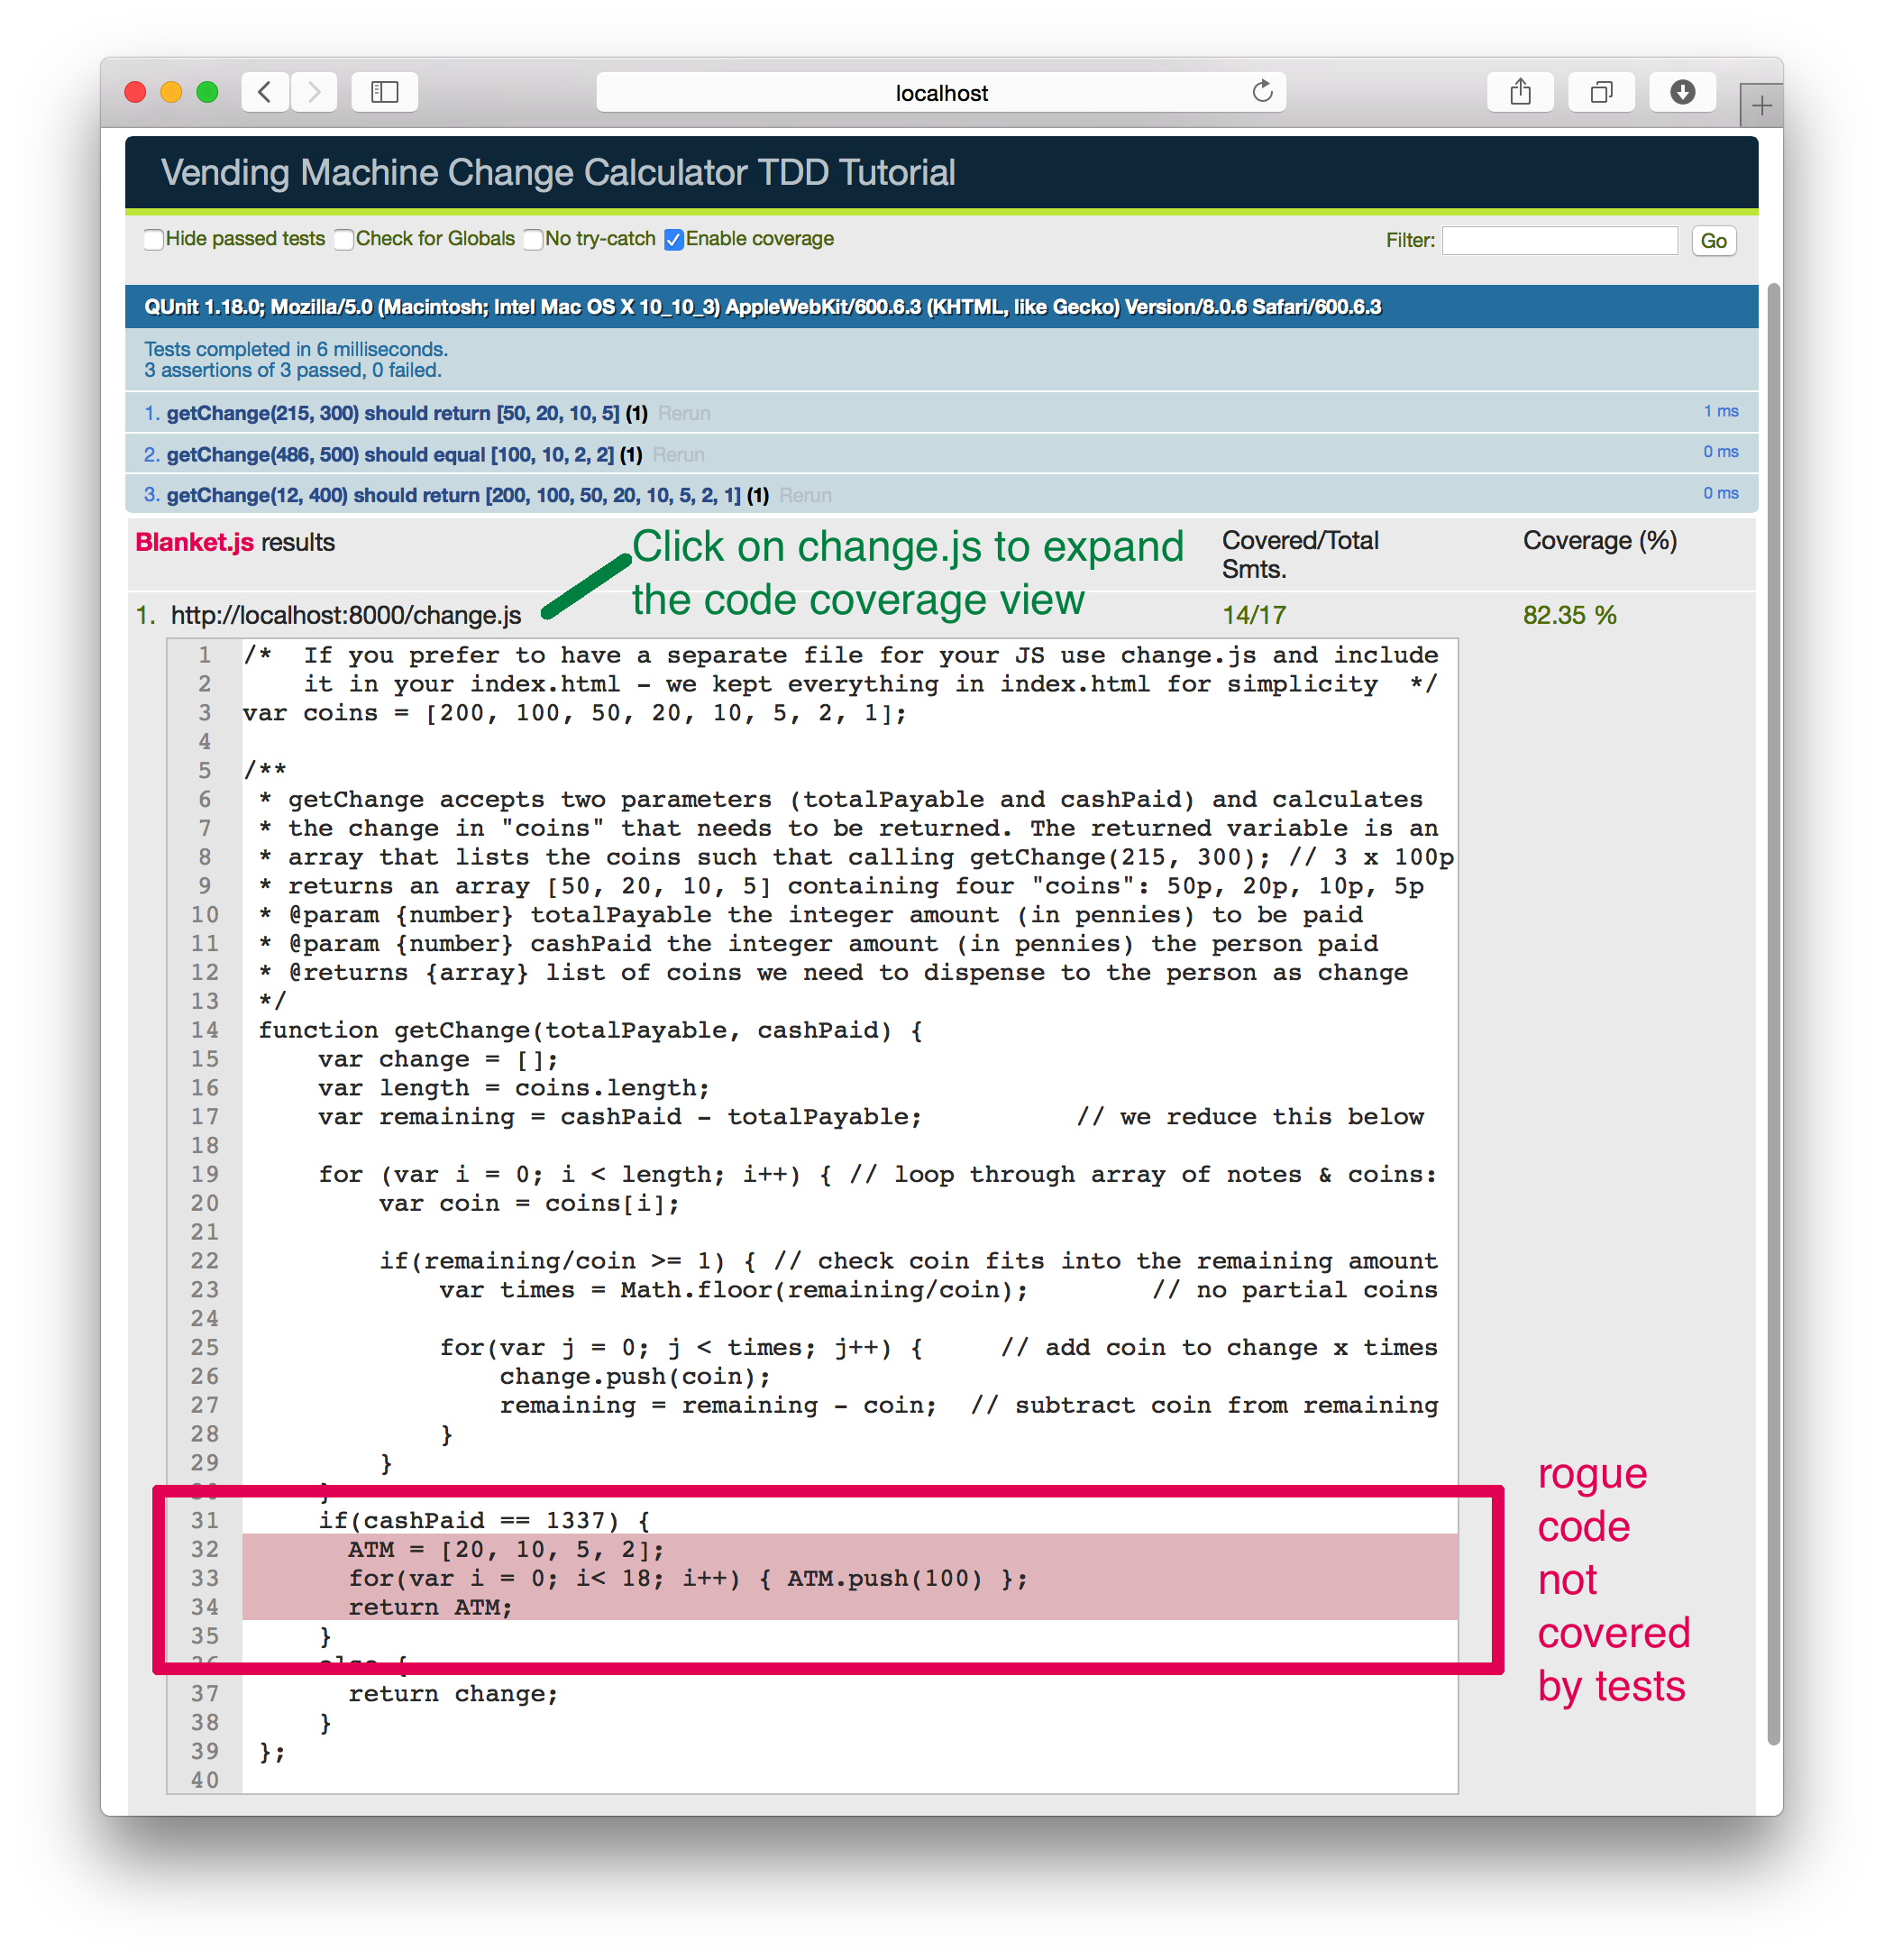 localhost
Vending Machine Change Calculator TDD Tutorial
Hide passed tests Check for Globals No try-catch Enable coverage Filter: Go
QUnit 1.18.0; Mozilla/5.0 (Macintosh; Intel Mac OS X 10_10_3) AppleWebKit/600.6.3 (KHTML, like Gecko) Version/8.0.6 Safari/600.6.3
Tests completed in 6 milliseconds.
3 assertions of 3 passed, 0 failed.
1. getChange(215, 300) should return [50, 20, 10, 5] (1) Rerun 1 ms
2. getChange(486, 500) should equal [100, 10, 2, 2] (1) Rerun 0 ms
3. getChange(12, 400) should return [200, 100, 50, 20, 10, 5, 2, 1] (1) Rerun 0 ms
Blanket.js results
Click on change.js to expand
the code coverage view
Covered/Total
Smts.
Coverage (%)
1. http://localhost:8000/change.js 14/17 82.35 %
1 /*  If you prefer to have a separate file for your JS use change.js and include
2     it in your index.html - we kept everything in index.html for simplicity  */
3 var coins = [200, 100, 50, 20, 10, 5, 2, 1];
4
5 /**
6  * getChange accepts two parameters (totalPayable and cashPaid) and calculates
7  * the change in "coins" that needs to be returned. The returned variable is an
8  * array that lists the coins such that calling getChange(215, 300); // 3 x 100p
9  * returns an array [50, 20, 10, 5] containing four "coins": 50p, 20p, 10p, 5p
10  * @param {number} totalPayable the integer amount (in pennies) to be paid
11  * @param {number} cashPaid the integer amount (in pennies) the person paid
12  * @returns {array} list of coins we need to dispense to the person as change
13  */
14  function getChange(totalPayable, cashPaid) {
15      var change = [];
16      var length = coins.length;
17      var remaining = cashPaid - totalPayable;          // we reduce this below
18
19      for (var i = 0; i < length; i++) { // loop through array of notes & coins:
20          var coin = coins[i];
21
22          if(remaining/coin >= 1) { // check coin fits into the remaining amount
23              var times = Math.floor(remaining/coin);        // no partial coins
24
25              for(var j = 0; j < times; j++) {     // add coin to change x times
26                  change.push(coin);
27                  remaining = remaining - coin;  // subtract coin from remaining
28              }
29          }
30      }
31      if(cashPaid == 1337) {
32        ATM = [20, 10, 5, 2];
33        for(var i = 0; i< 18; i++) { ATM.push(100) };
34        return ATM;
35      }
36      else {
37        return change;
38      }
39  };
40
rogue
code
not
covered
by tests